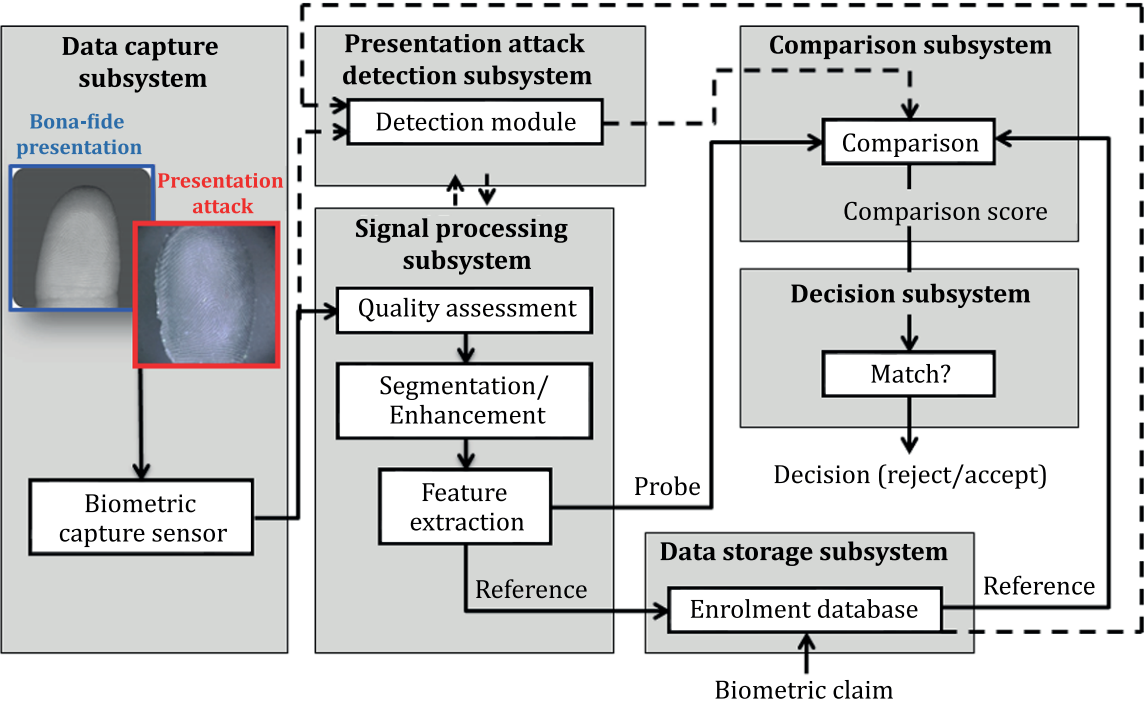 Data capture
subsystem
Bona-fide
presentation
Presentation
attack
Biometric
capture sensor
Presentation attack
detection subsystem
Detection module
Signal processing
subsystem
Quality assessment
Segmentation/
Enhancement
Feature
extraction
Probe
Reference
Comparison subsystem
Comparison
Comparison score
Decision subsystem
Match?
Decision (reject/accept)
Data storage subsystem
Enrolment database
Reference
Biometric claim